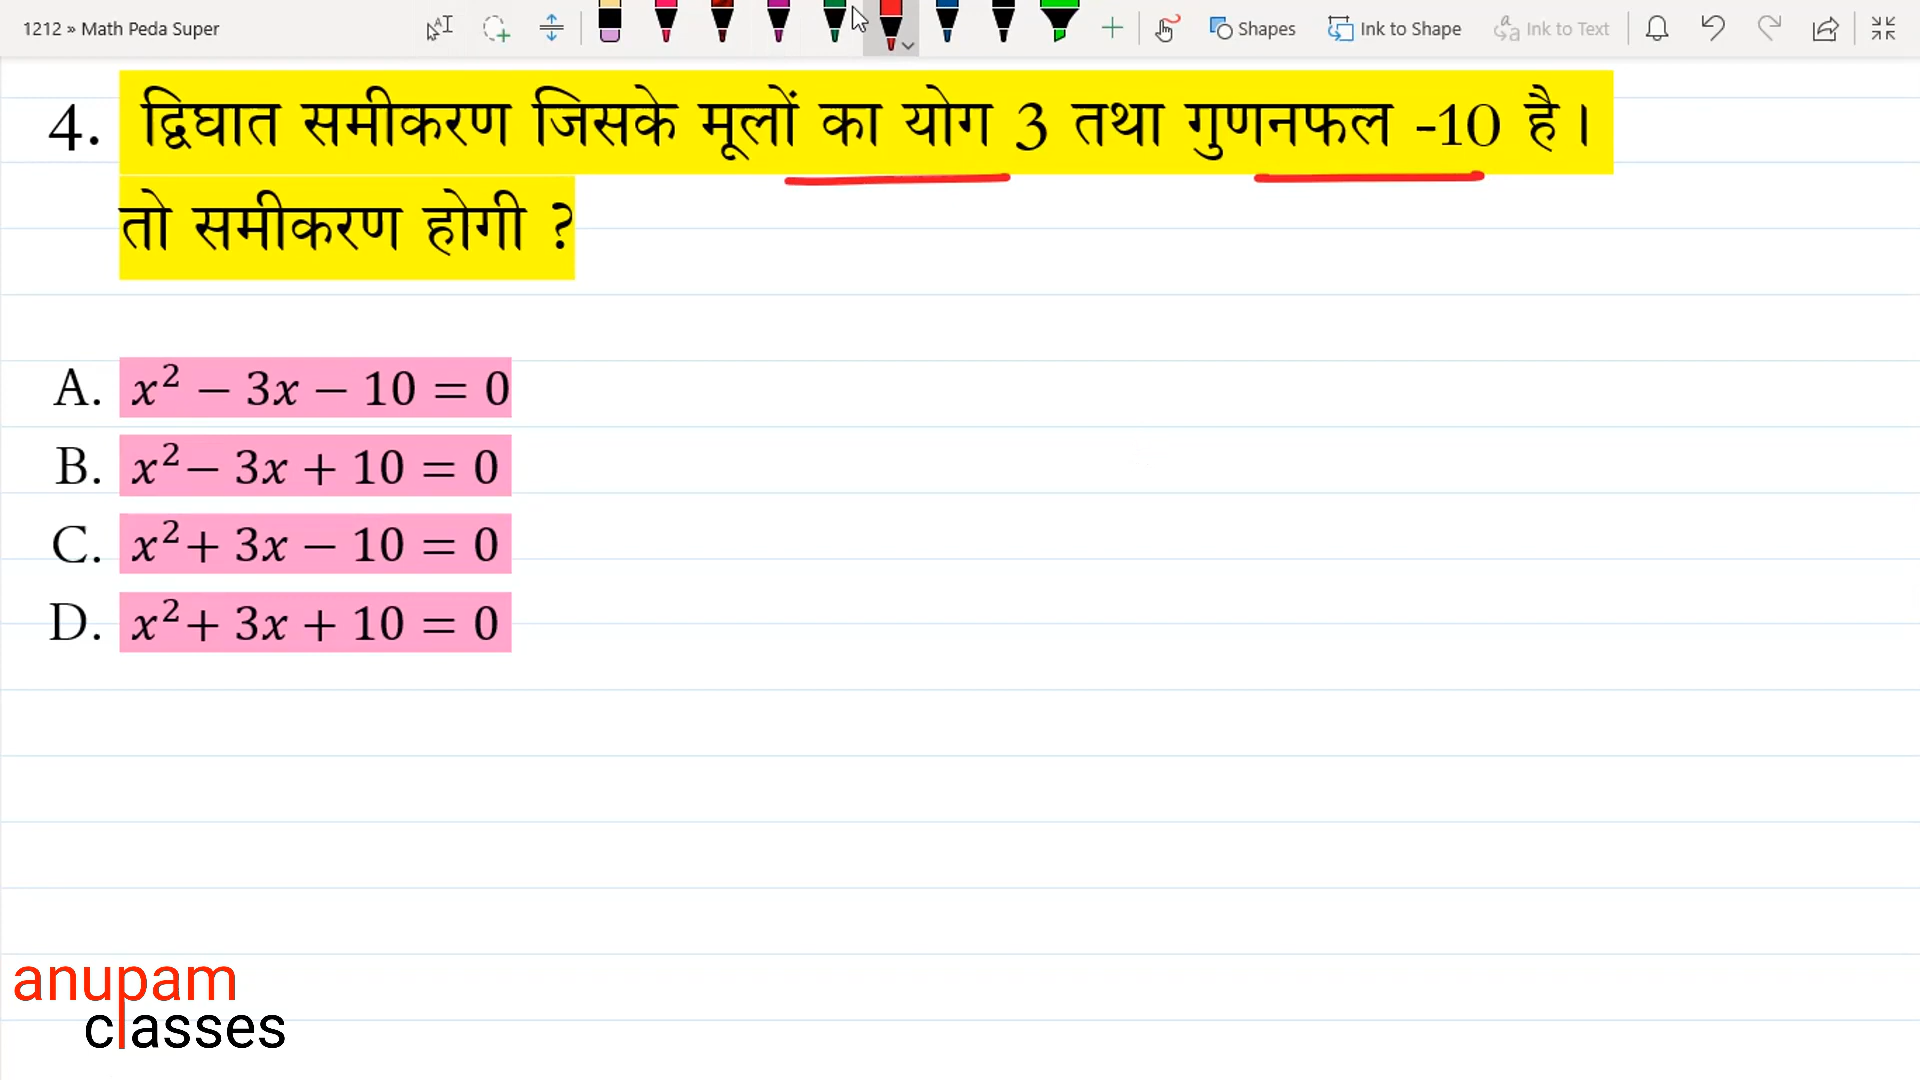 1212 » Math Peda Super
Shapes
Ink to Shape
Ink to Text
4. द्विघात समीकरण जिसके मूलों का योग 3 तथा गुणनफल -10 है।
तो समीकरण होगी ?
A. x² − 3x − 10 = 0
B. x² − 3x + 10 = 0
C. x² + 3x − 10 = 0
D. x² + 3x + 10 = 0
anupam
classes